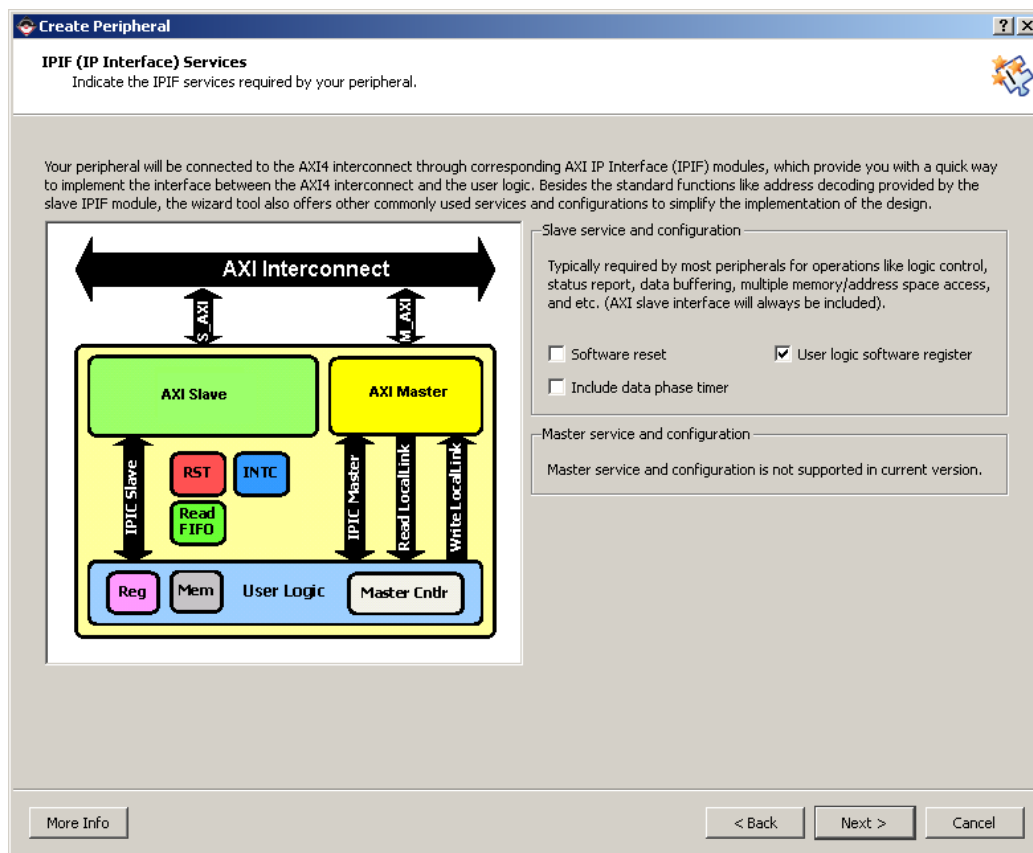 Create Peripheral
IPIF (IP Interface) Services
Indicate the IPIF services required by your peripheral.
Your peripheral will be connected to the AXI4 interconnect through corresponding AXI IP Interface (IPIF) modules, which provide you with a quick way
to implement the interface between the AXI4 interconnect and the user logic. Besides the standard functions like address decoding provided by the
slave IPIF module, the wizard tool also offers other commonly used services and configurations to simplify the implementation of the design.
AXI Interconnect
S_AXI
M_AXI
AXI Slave
AXI Master
IPIC Slave
RST
INTC
Read
FIFO
IPIC Master
Read LocalLink
Write LocalLink
Reg
Mem
User Logic
Master Cntlr
Slave service and configuration
Typically required by most peripherals for operations like logic control,
status report, data buffering, multiple memory/address space access,
and etc. (AXI slave interface will always be included).
Software reset
User logic software register
Include data phase timer
Master service and configuration
Master service and configuration is not supported in current version.
More Info
< Back
Next >
Cancel